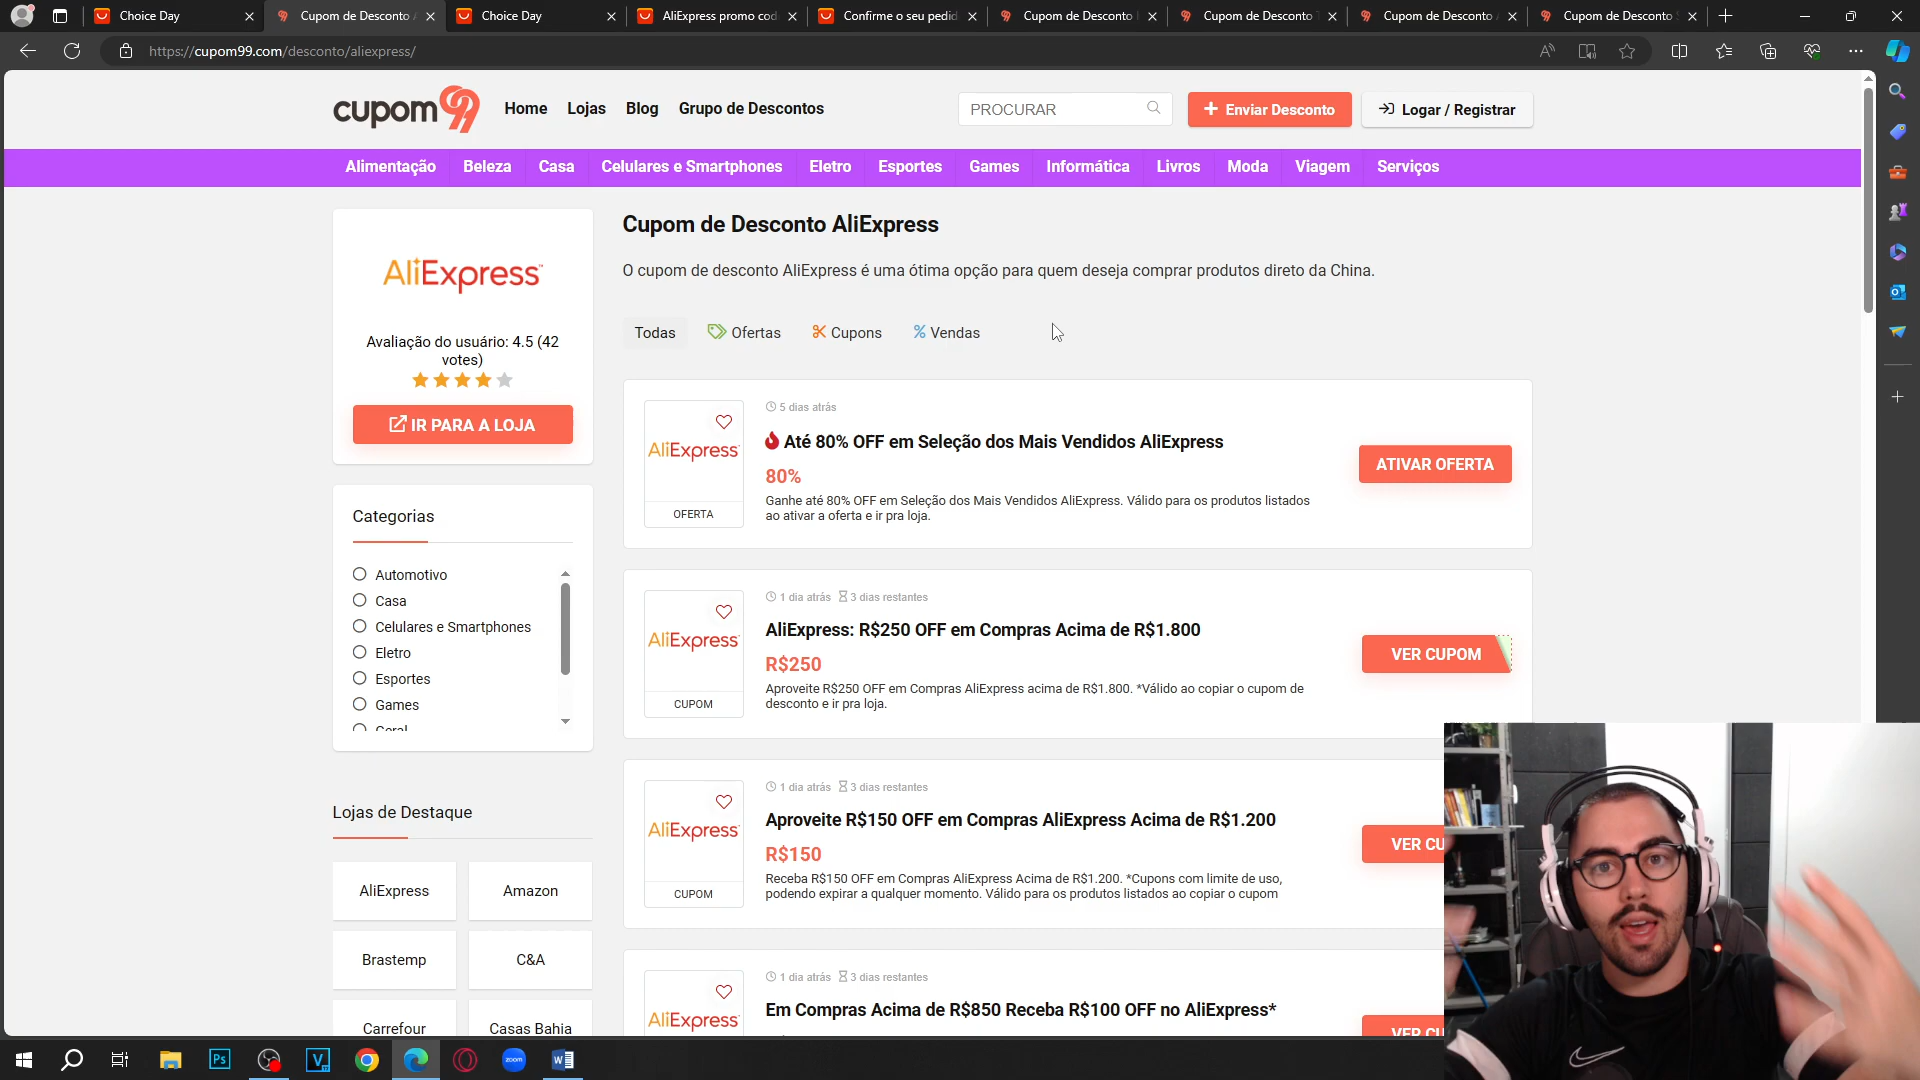 Choice Day
Cupom de Desconto A
Choice Day
AliExpress promo cod
Confirme o seu pedid
Cupom de Desconto
Cupom de Desconto
Cupom de Desconto
Cupom de Desconto
https://cupom99.com/desconto/aliexpress/
cupom99
Home
Lojas
Blog
Grupo de Descontos
PROCURAR
Enviar Desconto
Logar / Registrar
Alimentação
Beleza
Casa
Celulares e Smartphones
Eletro
Esportes
Games
Informática
Livros
Moda
Viagem
Serviços
AliExpress
Avaliação do usuário: 4.5 (42
votes)
IR PARA A LOJA
Categorias
Automotivo
Casa
Celulares e Smartphones
Eletro
Esportes
Games
Geral
Lojas de Destaque
AliExpress
Amazon
Brastemp
C&A
Carrefour
Casas Bahia
Cupom de Desconto AliExpress
O cupom de desconto AliExpress é uma ótima opção para quem deseja comprar produtos direto da China.
Todas
Ofertas
Cupons
% Vendas
AliExpress
OFERTA
5 dias atrás
Até 80% OFF em Seleção dos Mais Vendidos AliExpress
80%
Ganhe até 80% OFF em Seleção dos Mais Vendidos AliExpress. Válido para os produtos listados
ao ativar a oferta e ir pra loja.
ATIVAR OFERTA
AliExpress
CUPOM
1 dia atrás 3 dias restantes
AliExpress: R$250 OFF em Compras Acima de R$1.800
R$250
Aproveite R$250 OFF em Compras AliExpress acima de R$1.800. *Válido ao copiar o cupom de
desconto e ir pra loja.
VER CUPOM
AliExpress
CUPOM
1 dia atrás 3 dias restantes
Aproveite R$150 OFF em Compras AliExpress Acima de R$1.200
R$150
Receba R$150 OFF em Compras AliExpress Acima de R$1.200. *Cupons com limite de uso,
podendo expirar a qualquer momento. Válido para os produtos listados ao copiar o cupom
VER CU
AliExpress
1 dia atrás 3 dias restantes
Em Compras Acima de R$850 Receba R$100 OFF no AliExpress*
VER CU
Ps
V
zoom
W